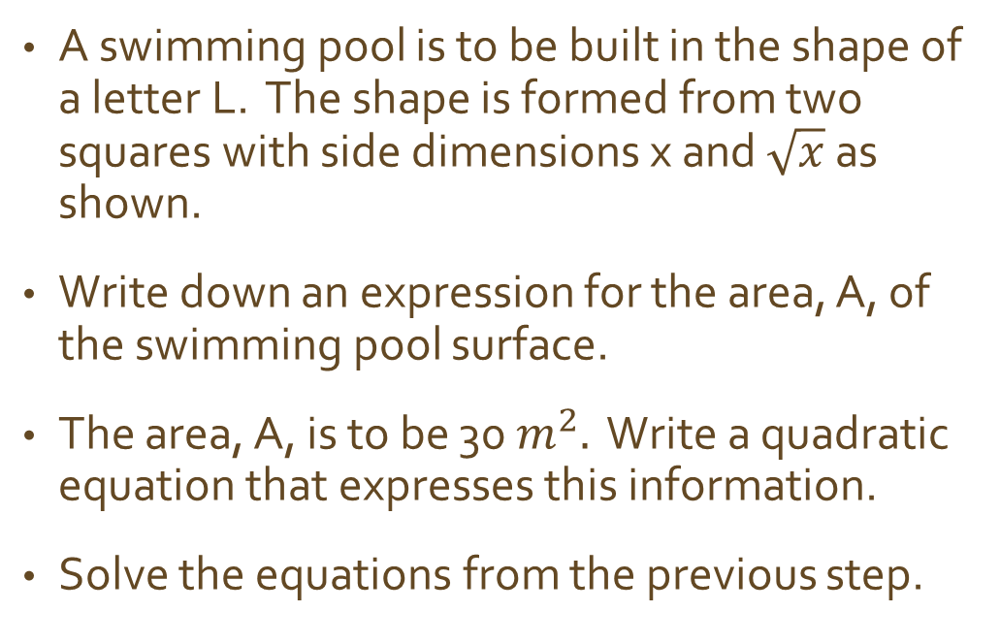 • A swimming pool is to be built in the shape of
a letter L. The shape is formed from two
squares with side dimensions x and √x as
shown.
• Write down an expression for the area, A, of
the swimming pool surface.
• The area, A, is to be 30 m². Write a quadratic
equation that expresses this information.
• Solve the equations from the previous step.